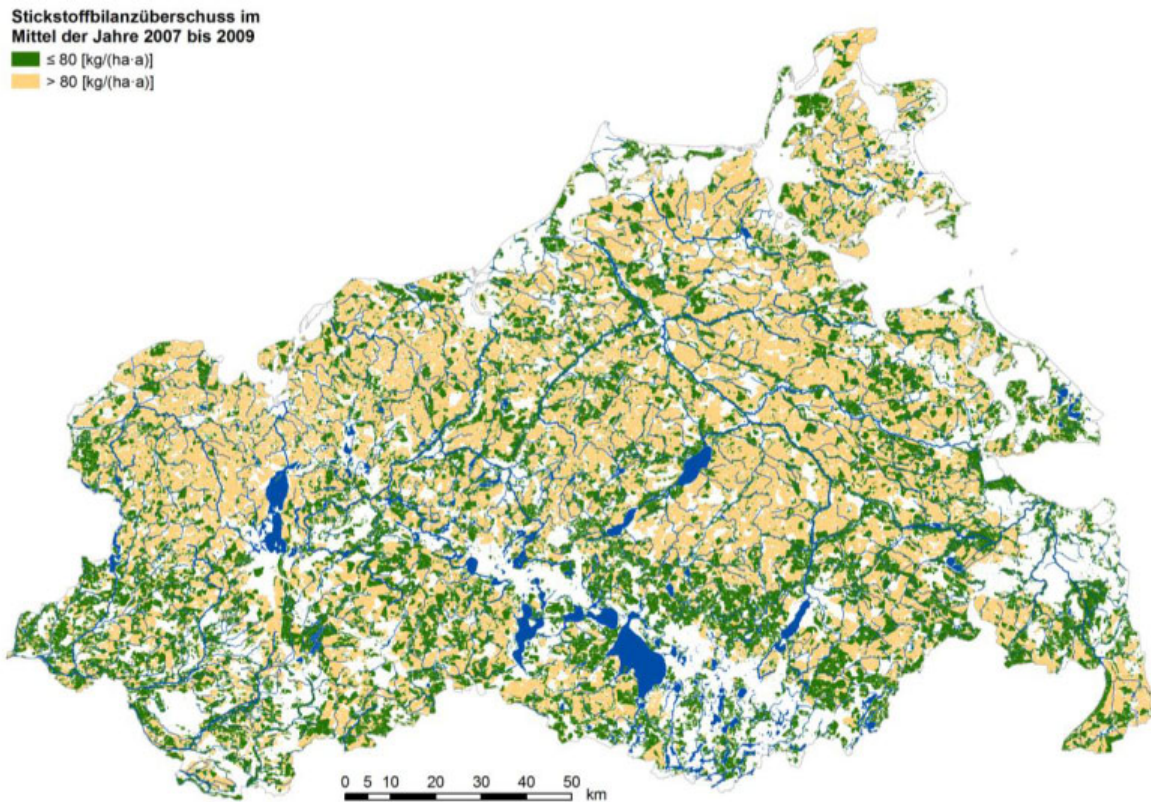 Stickstoffbilanzüberschuss im
Mittel der Jahre 2007 bis 2009
≤ 80 [kg/(ha·a)]
> 80 [kg/(ha·a)]
0 5 10 20 30 40 50
km